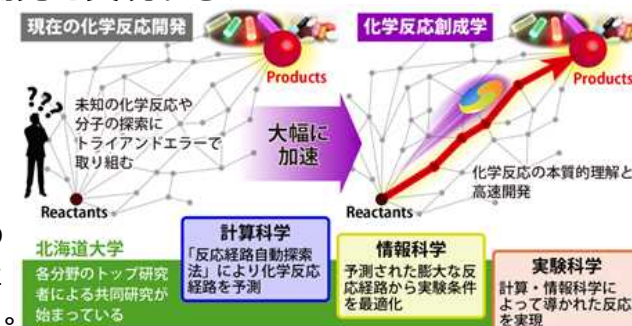 現在の化学反応開発
化学反応創成学
Products
Products
???
未知の化学反応や
分子の探索に
トライアンドエラーで
取り組む
大幅に
加速
化学反応の本質的理解と
高速開発
Reactants
Reactants
北海道大学
各分野のトップ研究
者による共同研究が
始まっている
計算科学
「反応経路自動探索
法」により化学反応
経路を予測
情報科学
予測された膨大な反
応経路から実験条件
を最適化
実験科学
計算・情報科学に
よって導かれた反応
を実現
の
。